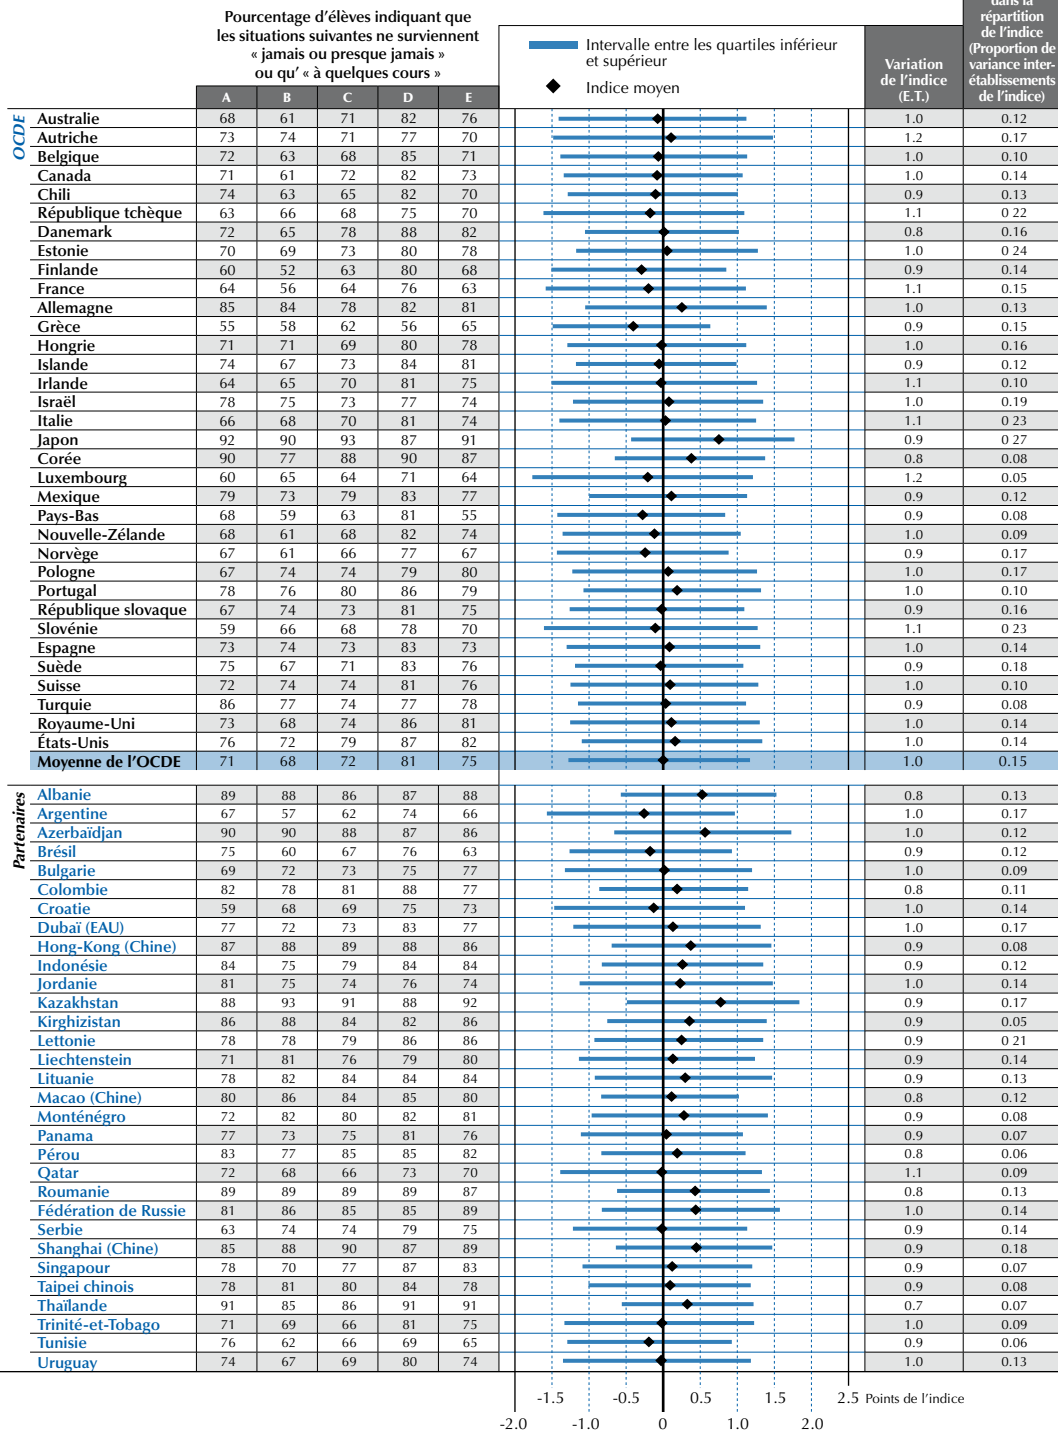 Pourcentage d'élèves indiquant que
les situations suivantes ne surviennent
« jamais ou presque jamais »
ou qu' « à quelques cours »
Intervalle entre les quartiles inférieur
et supérieur
Indice moyen
Variation
de l'indice
(E.T.)
dans la
répartition
de l'indice
(Proportion de
variance inter-
établissements
de l'indice)
A B C D E
OCDE
Australie 68 61 71 82 76 1.0 0.12
Autriche 73 74 71 77 70 1.2 0.17
Belgique 72 63 68 85 71 1.0 0.10
Canada 71 61 72 82 73 1.0 0.14
Chili 74 63 65 82 70 0.9 0.13
République tchèque 63 66 68 75 70 1.1 0 22
Danemark 72 65 78 88 82 0.8 0.16
Estonie 70 69 73 80 78 1.0 0 24
Finlande 60 52 63 80 68 0.9 0.14
France 64 56 64 76 63 1.1 0.15
Allemagne 85 84 78 82 81 1.0 0.13
Grèce 55 58 62 56 65 0.9 0.15
Hongrie 71 71 69 80 78 1.0 0.16
Islande 74 67 73 84 81 0.9 0.12
Irlande 64 65 70 81 75 1.1 0.10
Israël 78 75 73 77 74 1.0 0.19
Italie 66 68 70 81 74 1.1 0 23
Japon 92 90 93 87 91 0.9 0 27
Corée 90 77 88 90 87 0.8 0.08
Luxembourg 60 65 64 71 64 1.2 0.05
Mexique 79 73 79 83 77 0.9 0.12
Pays-Bas 68 59 63 81 55 0.9 0.08
Nouvelle-Zélande 68 61 68 82 74 1.0 0.09
Norvège 67 61 66 77 67 0.9 0.17
Pologne 67 74 74 79 80 1.0 0.17
Portugal 78 76 80 86 79 1.0 0.10
République slovaque 67 74 73 81 75 0.9 0.16
Slovénie 59 66 68 78 70 1.1 0 23
Espagne 73 74 73 83 73 1.0 0.14
Suède 75 67 71 83 76 0.9 0.18
Suisse 72 74 74 81 76 1.0 0.10
Turquie 86 77 74 77 78 0.9 0.08
Royaume-Uni 73 68 74 86 81 1.0 0.14
États-Unis 76 72 79 87 82 1.0 0.14
Moyenne de l'OCDE 71 68 72 81 75 1.0 0.15
Partenaires
Albanie 89 88 86 87 88 0.8 0.13
Argentine 67 57 62 74 66 1.0 0.17
Azerbaïdjan 90 90 88 87 86 1.0 0.12
Brésil 75 60 67 76 63 0.9 0.12
Bulgarie 69 72 73 75 77 1.0 0.09
Colombie 82 78 81 88 77 0.8 0.11
Croatie 59 68 69 75 73 1.0 0.14
Dubaï (EAU) 77 72 73 83 77 1.0 0.17
Hong-Kong (Chine) 87 88 89 88 86 0.9 0.08
Indonésie 84 75 79 84 84 0.9 0.12
Jordanie 81 75 74 76 74 1.0 0.14
Kazakhstan 88 93 91 88 92 0.9 0.17
Kirghizistan 86 88 84 82 86 0.9 0.05
Lettonie 78 78 79 86 86 0.9 0 21
Liechtenstein 71 81 76 79 80 0.9 0.14
Lituanie 78 82 84 84 84 0.9 0.13
Macao (Chine) 80 86 84 85 80 0.8 0.12
Monténégro 72 82 80 82 81 0.9 0.08
Panama 77 73 75 81 76 0.9 0.07
Pérou 83 77 85 85 82 0.8 0.06
Qatar 72 68 66 73 70 1.1 0.09
Roumanie 89 89 89 89 87 0.8 0.13
Fédération de Russie 81 86 85 85 89 1.0 0.14
Serbie 63 74 74 79 75 0.9 0.14
Shanghai (Chine) 85 88 90 87 89 0.9 0.18
Singapour 78 70 77 87 83 0.9 0.07
Taipei chinois 78 81 80 84 78 0.9 0.08
Thaïlande 91 85 86 91 91 0.7 0.07
Trinité-et-Tobago 71 69 66 81 75 1.0 0.09
Tunisie 76 62 66 69 65 0.9 0.06
Uruguay 74 67 69 80 74 1.0 0.13
-1.5 -0.5 0.5 1.5 2.5 Points de l'indice
-2.0 -1.0 0 1.0 2.0